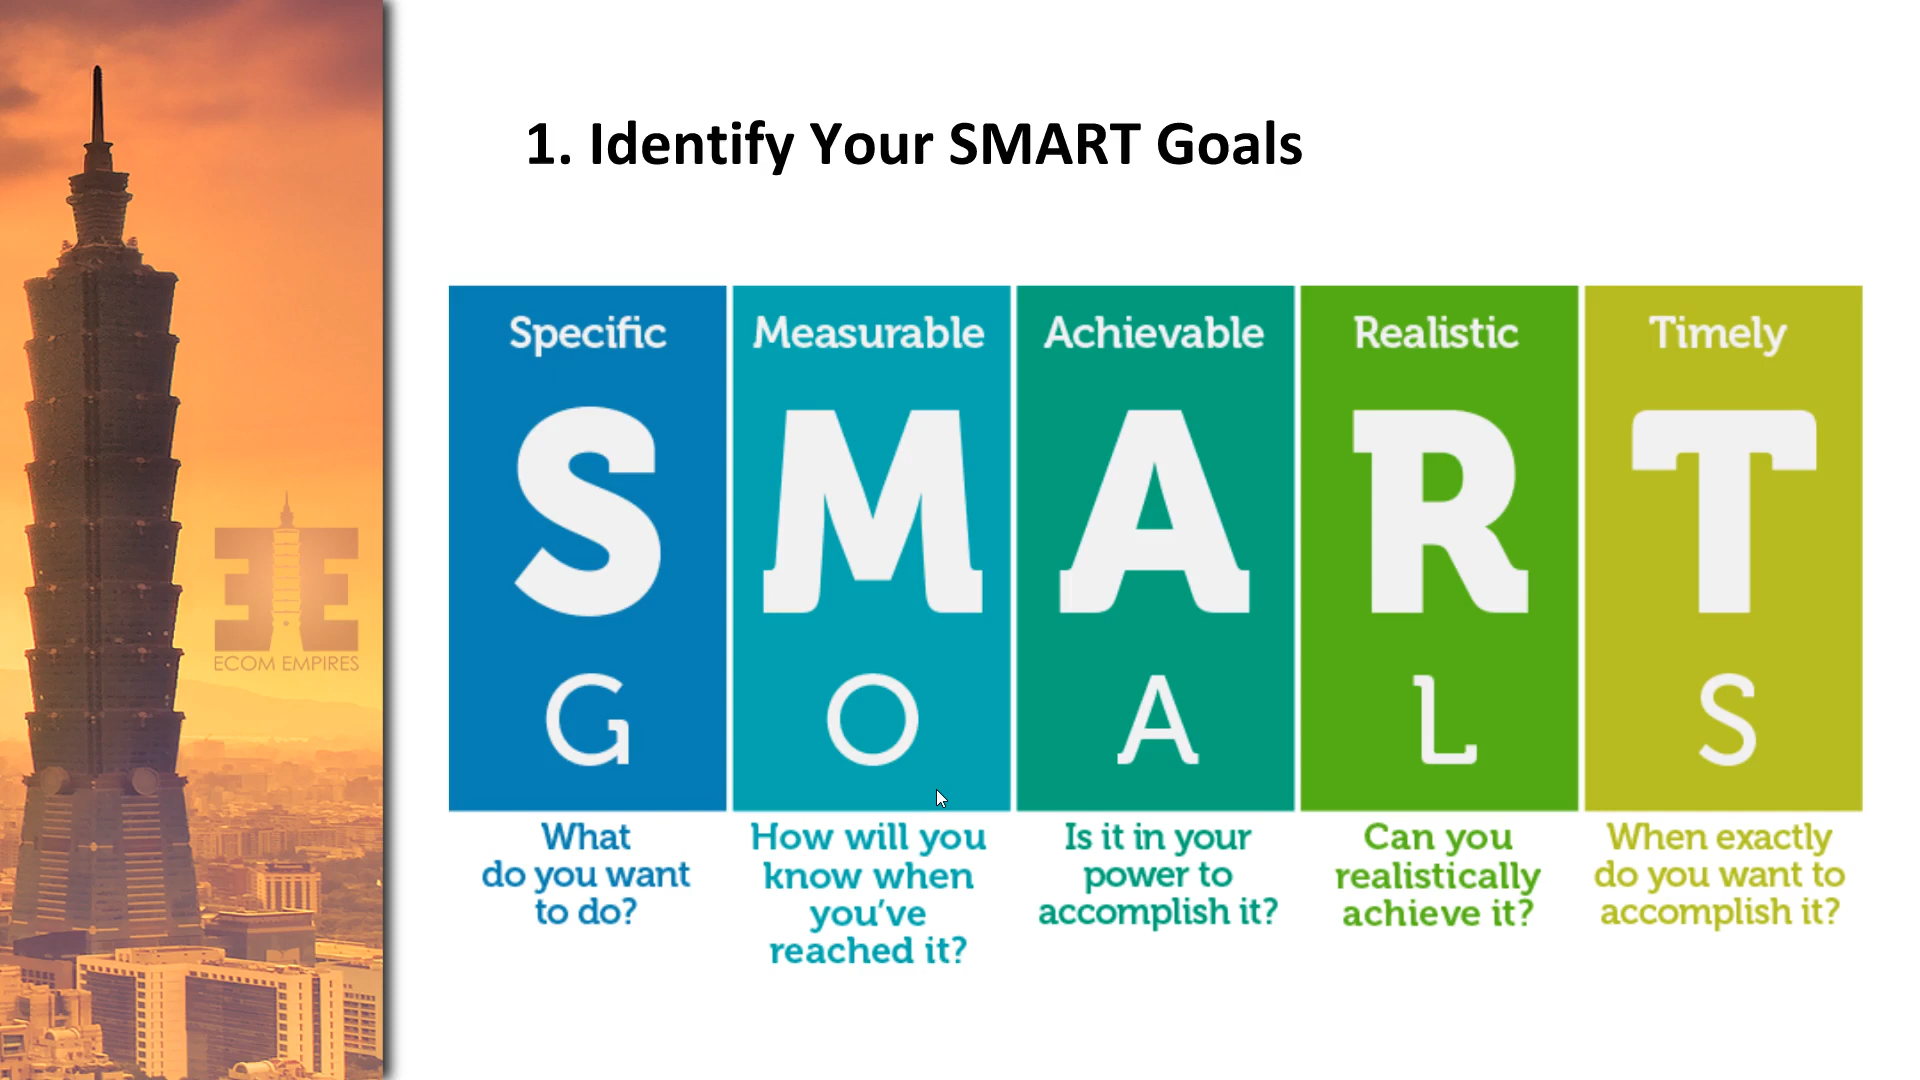 1. Identify Your SMART Goals
Specific
Measurable
Achievable
Realistic
Timely
S M A R T
G O A L S
What
do you want
to do?
How will you
know when
you've
reached it?
Is it in your
power to
accomplish it?
Can you
realistically
achieve it?
When exactly
do you want to
accomplish it?
ECOM EMPIRES